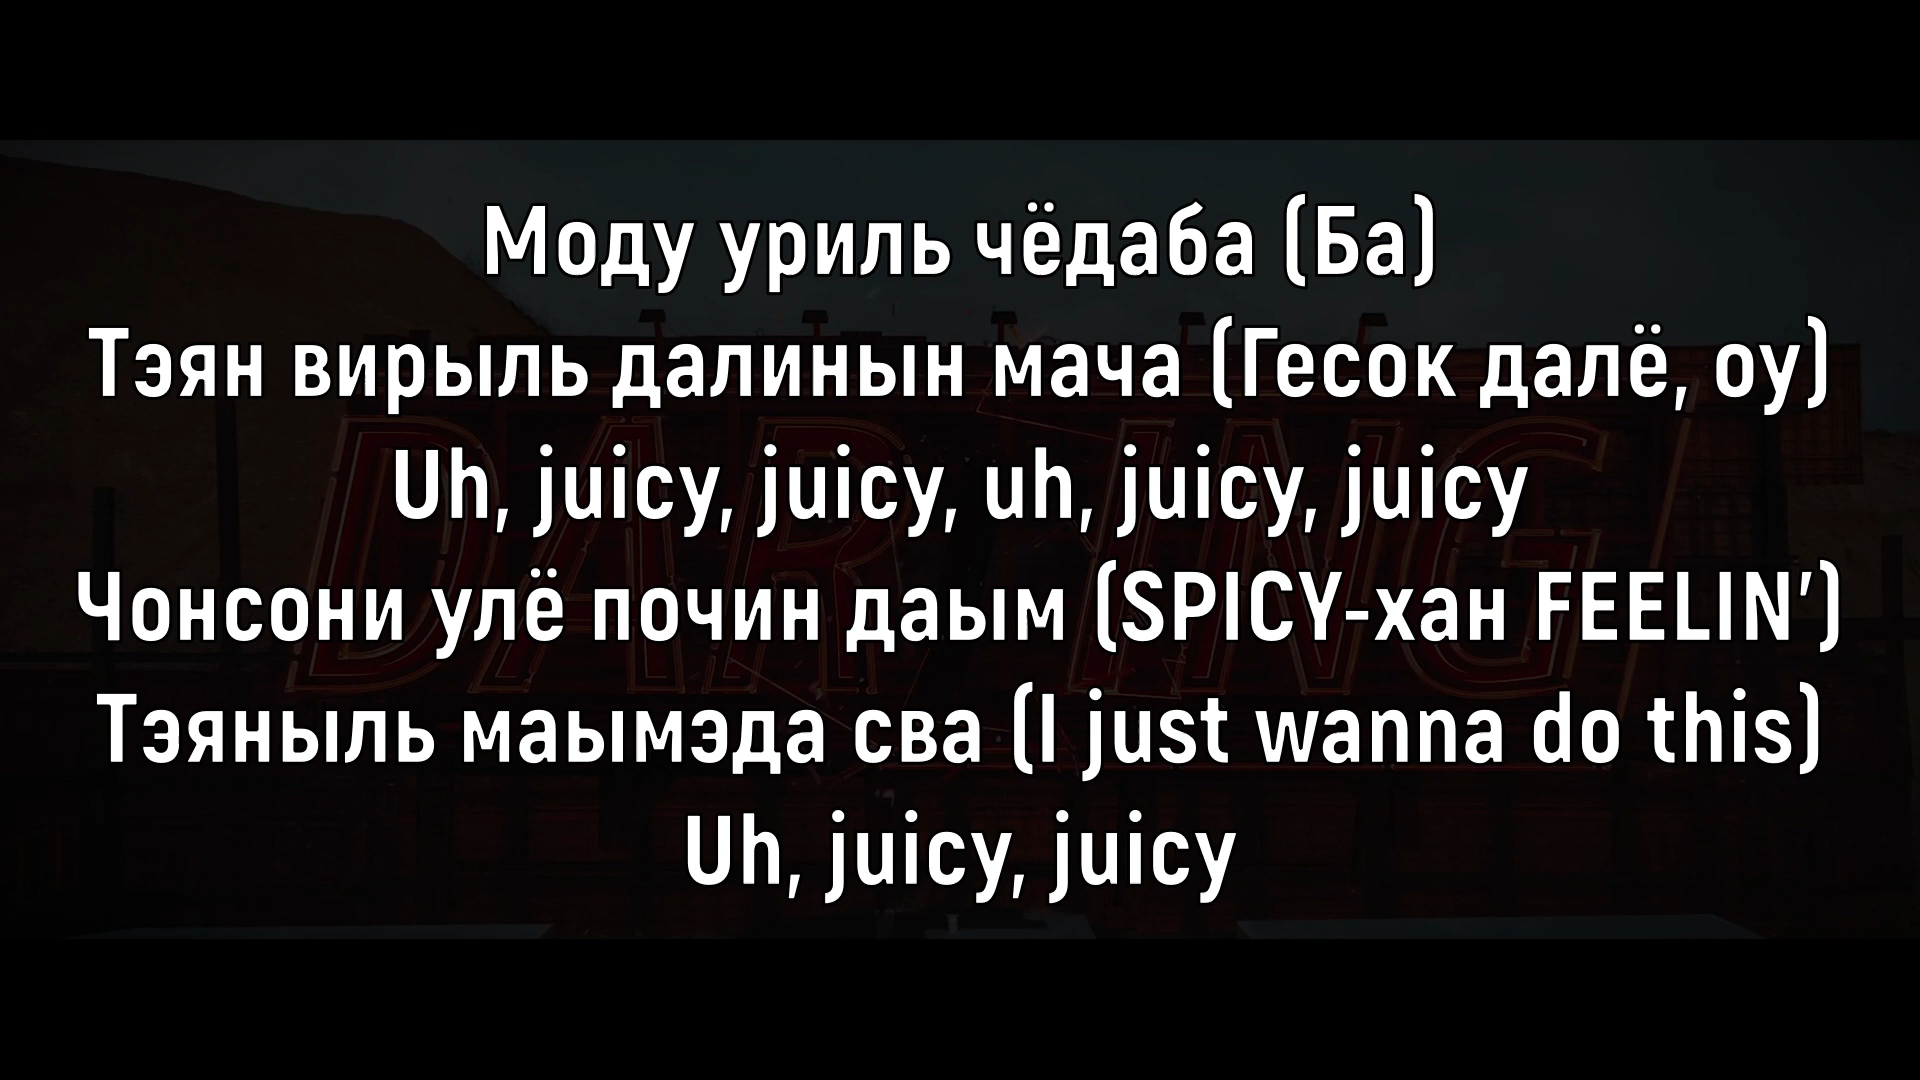 Моду уриль чёдаба (Ба)
Тэян вирыль далинын мача (Гесок далё, оу)
Uh, juicy, juicy, uh, juicy, juicy
Чонсони улё почин даым (SPICY-хан FEELIN’)
Тэяныль маымэда сва (I just wanna do this)
Uh, juicy, juicy